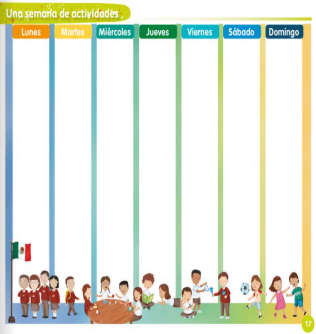 Una semana de actividades
Lunes Martes Miércoles Jueves Viernes Sábado Domingo
17